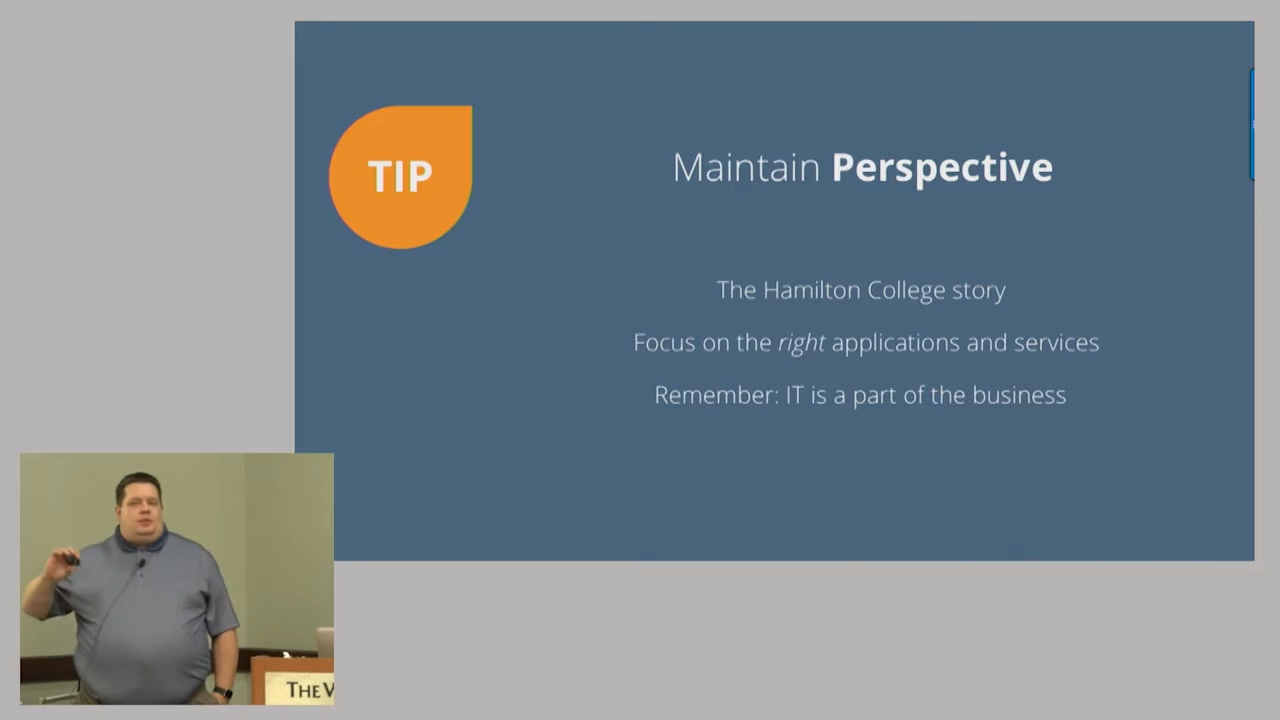 TIP
Maintain Perspective
The Hamilton College story
Focus on the right applications and services
Remember: IT is a part of the business
THE